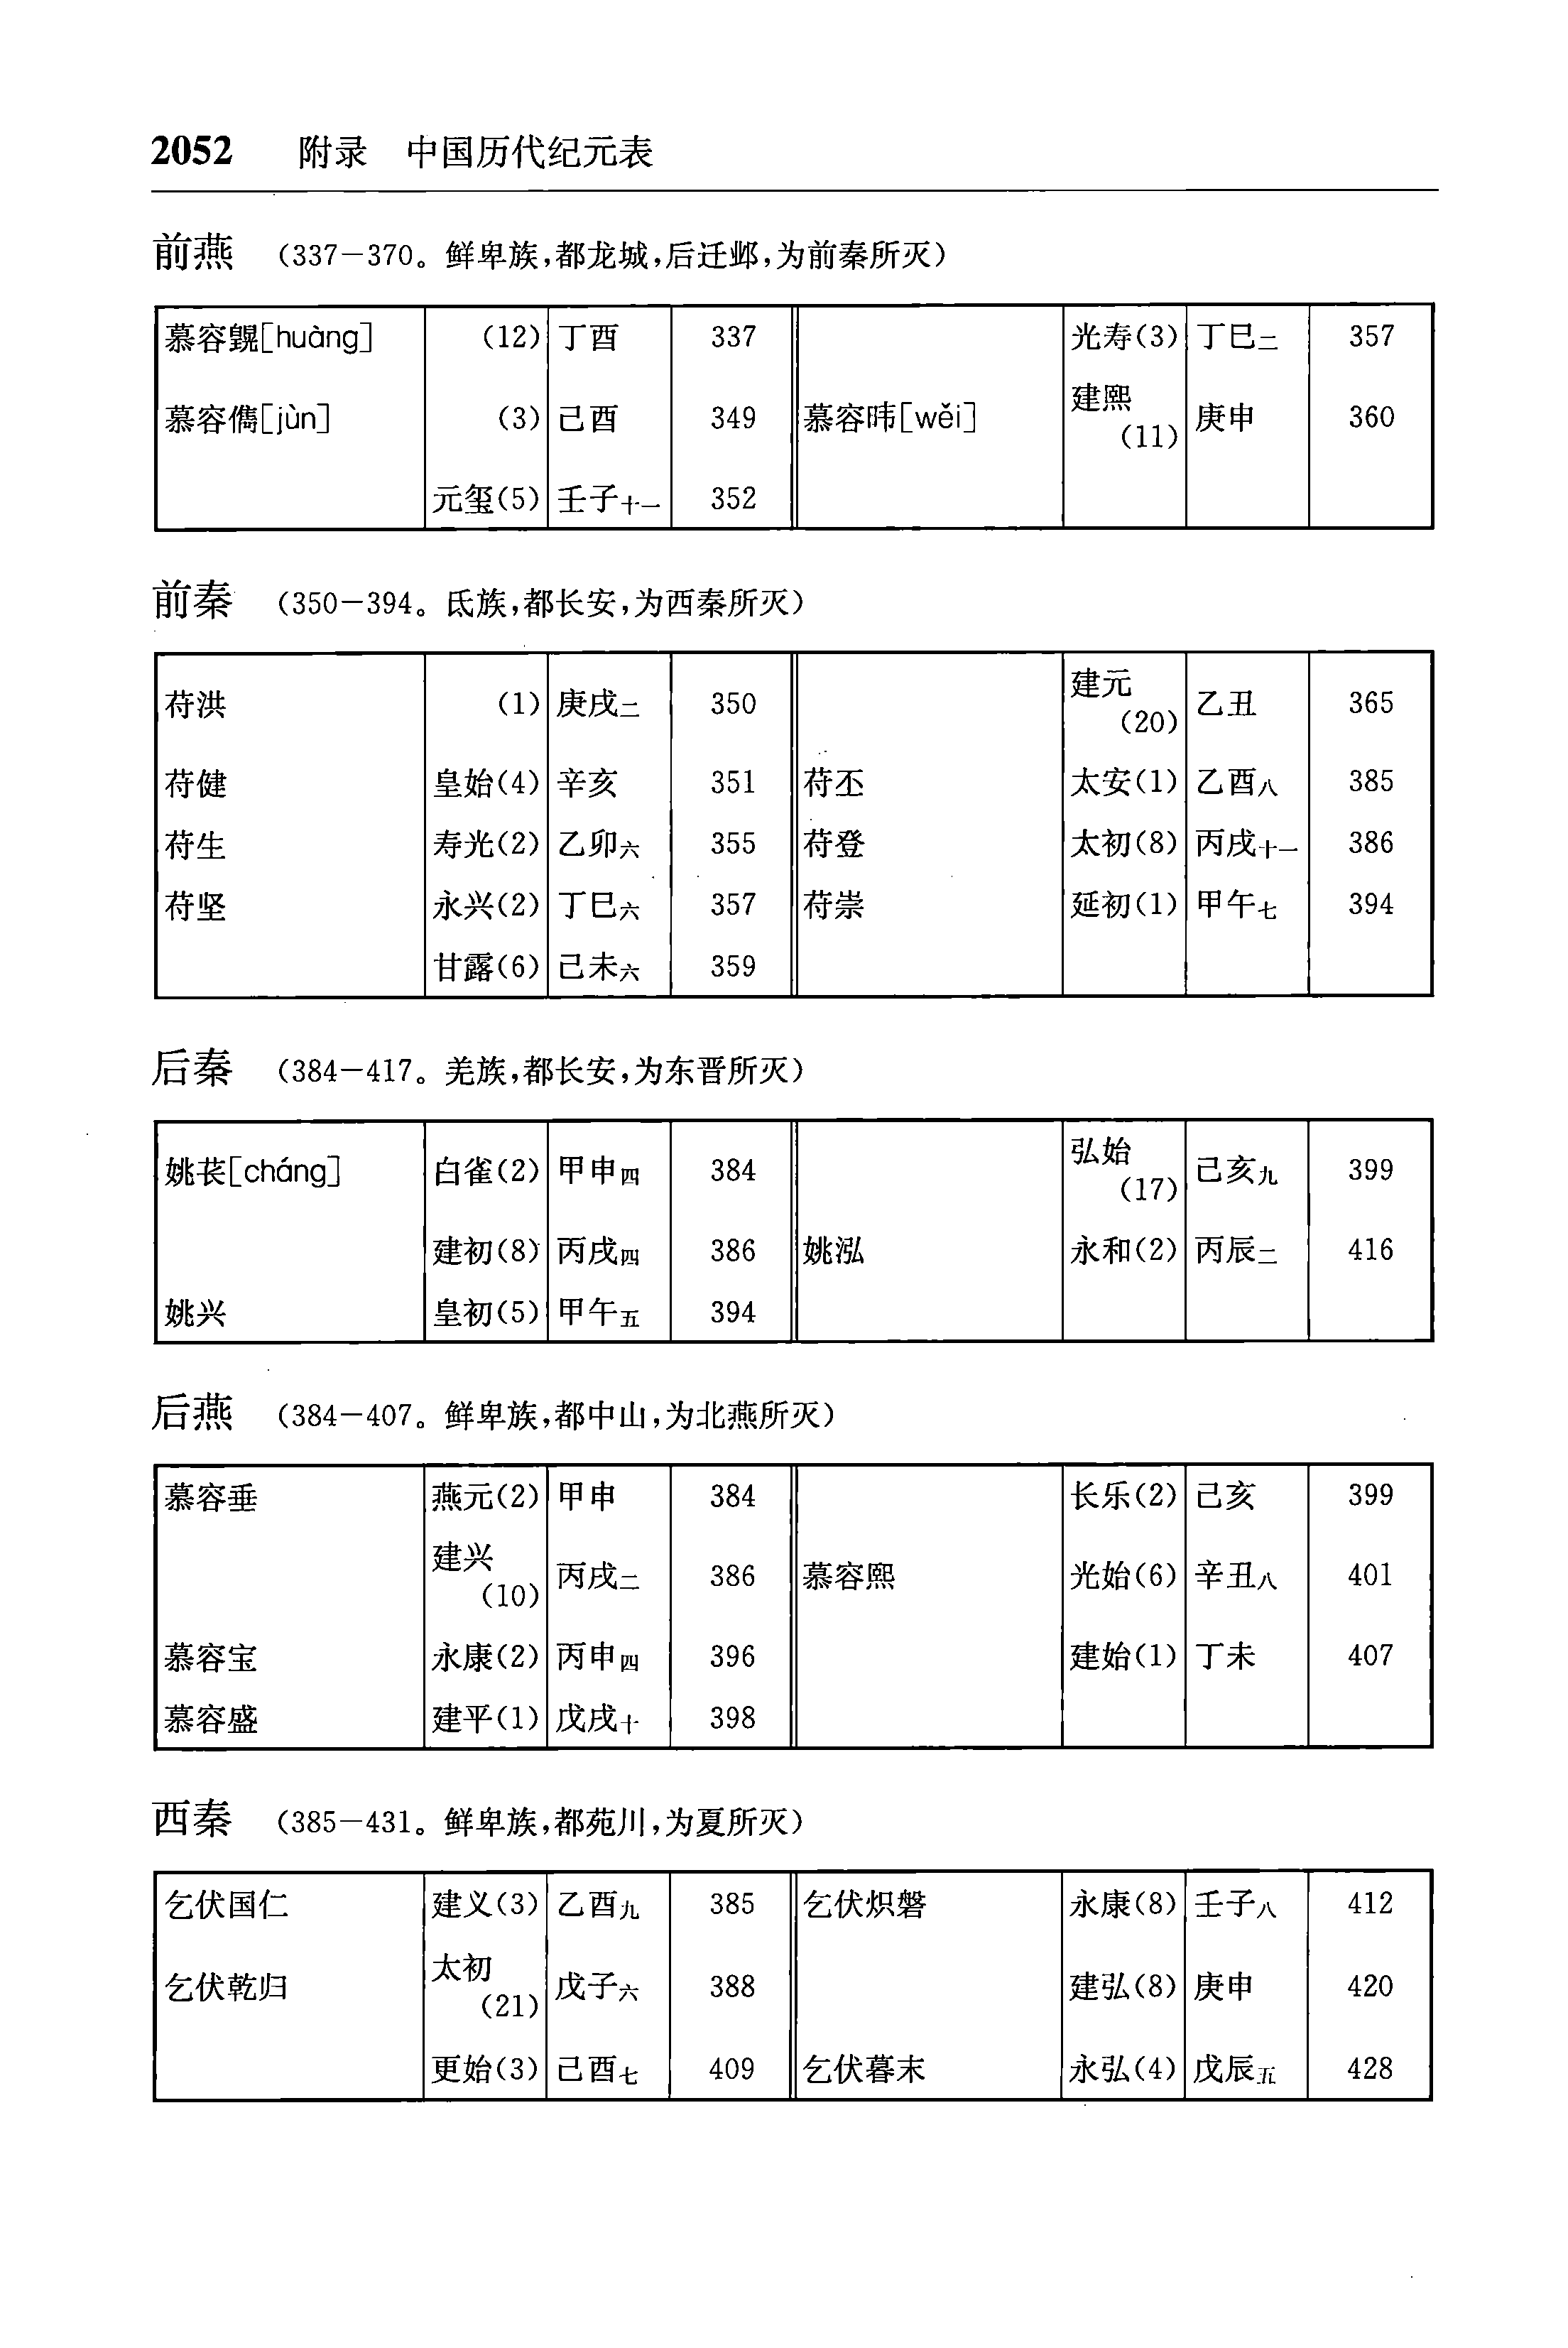 2052 附录 中国历代纪元表
前燕 （337—370。鲜卑族，都龙城，后迁邺，为前秦所灭）
慕容皝[huàng] (12) 丁酉 337 光寿(3) 丁巳二 357
慕容儁[jùn] (3) 己酉 349 慕容㬙[wěi] 建熙(11) 庚申 360
元玺(5) 壬子十一 352
前秦 （350—394。氐族，都长安，为西秦所灭）
苻洪 (1) 庚戌二 350 建元(20) 乙丑 365
苻健 皇始(4) 辛亥 351 苻丕 太安(1) 乙酉八 385
苻生 寿光(2) 乙卯六 355 苻登 太初(8) 丙戌十一 386
苻坚 永兴(2) 丁巳六 357 苻崇 延初(1) 甲午七 394
甘露(6) 己未六 359
后秦 （384—417。羌族，都长安，为东晋所灭）
姚苌[cháng] 白雀(2) 甲申四 384 弘始(17) 己亥九 399
建初(8) 丙戌四 386 姚泓 永和(2) 丙辰二 416
姚兴 皇初(5) 甲午五 394
后燕 （384—407。鲜卑族，都中山，为北燕所灭）
慕容垂 燕元(2) 甲申 384 长乐(2) 己亥 399
建兴(10) 丙戌二 386 慕容熙 光始(6) 辛丑八 401
慕容宝 永康(2) 丙申四 396 建始(1) 丁未 407
慕容盛 建平(1) 戊戌十 398
西秦 （385—431。鲜卑族，都苑川，为夏所灭）
乞伏国仁 建义(3) 乙酉九 385 乞伏炽磐 永康(8) 壬子八 412
乞伏乾归 太初(21) 戊子六 388 建弘(8) 庚申 420
更始(3) 己酉七 409 乞伏暮末 永弘(4) 戊辰五 428